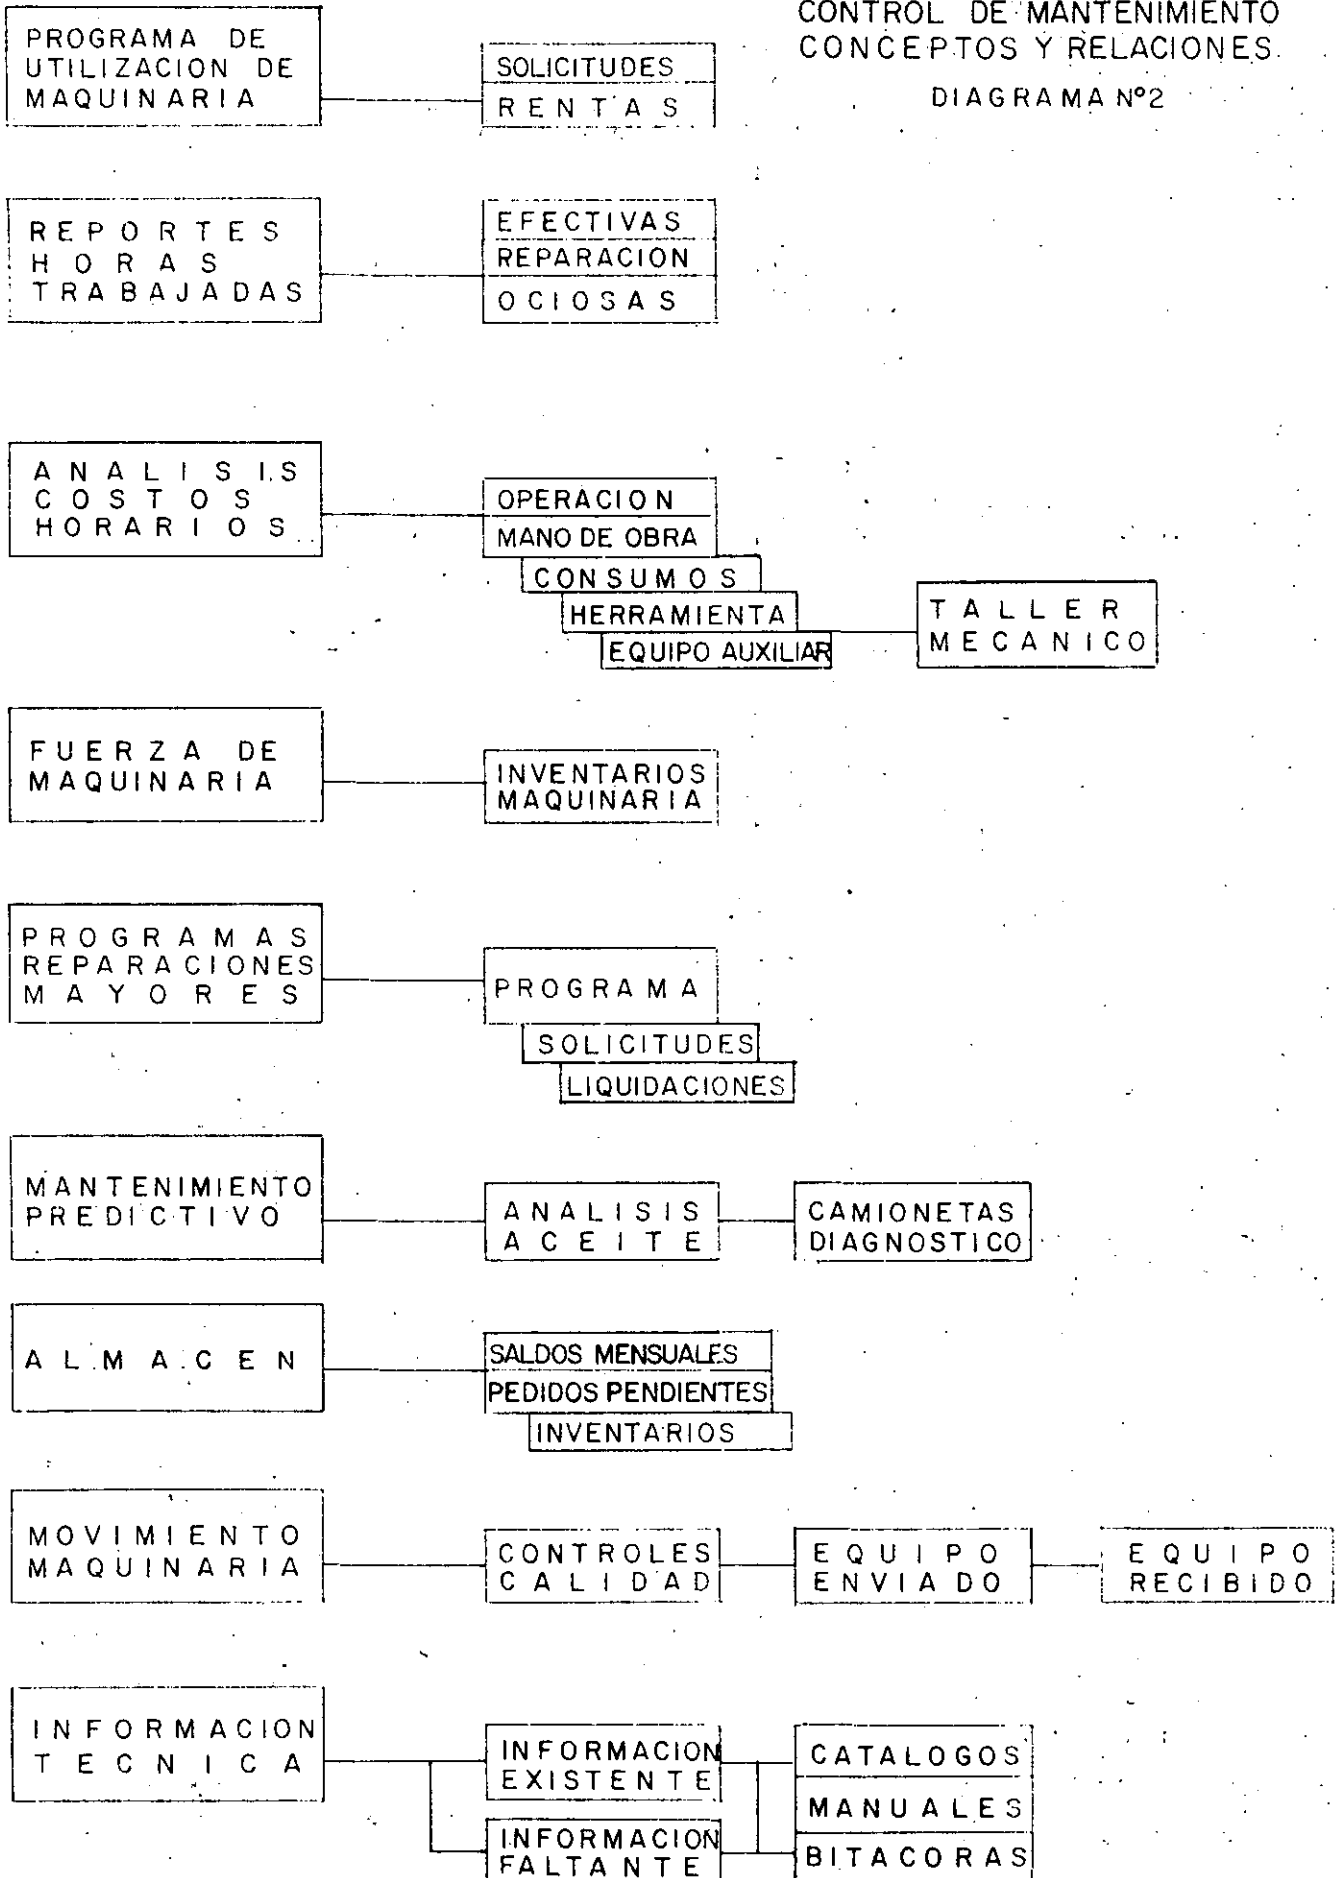 CONTROL DE MANTENIMIENTO
CONCEPTOS Y RELACIONES.
DIAGRAMA Nº2
PROGRAMA DE
UTILIZACION DE
MAQUINARIA
SOLICITUDES
RENTAS
REPORTES
HORAS
TRABAJADAS
EFECTIVAS
REPARACION
OCIOSAS
ANALISIS
COSTOS
HORARIOS
OPERACION
MANO DE OBRA
CONSUMOS
HERRAMIENTA
EQUIPO AUXILIAR
TALLER
MECANICO
FUERZA DE
MAQUINARIA
INVENTARIOS
MAQUINARIA
PROGRAMAS
REPARACIONES
MAYORES
PROGRAMA
SOLICITUDES
LIQUIDACIONES
MANTENIMIENTO
PREDICTIVO
ANALISIS
ACEITE
CAMIONETAS
DIAGNOSTICO
ALMACEN
SALDOS MENSUALES
PEDIDOS PENDIENTES
INVENTARIOS
MOVIMIENTO
MAQUINARIA
CONTROLES
CALIDAD
EQUIPO
ENVIADO
EQUIPO
RECIBIDO
INFORMACION
TECNICA
INFORMACION
EXISTENTE
INFORMACION
FALTANTE
CATALOGOS
MANUALES
BITACORAS